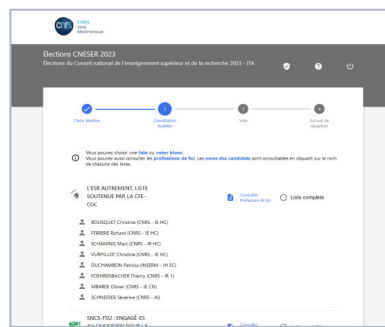 CNRS
CNRS
Vote
électronique
Élections CNESER 2023
Élections du Conseil national de l'enseignement supérieur et de la recherche 2023 - ITA
2
3
4
Choix élection
Constitution
bulletin
Vote
Accusé de
réception
Vous pouvez choisir une liste ou voter blanc.
Vous pouvez aussi consulter les professions de foi. Les noms des candidats sont consultables en cliquant sur le nom
de chacune des listes.
L'ESR AUTREMENT, LISTE
SOUTENUE PAR LA CFE-
CGC
Consulter
Profession de foi
Liste complète
BOUSQUET Christine (CNRS - IE HC)
FERRERE Richard (CNRS - IE HC)
SCHAMING Marc (CNRS - IR HC)
VURPILLOT Christine (CNRS - IE HC)
DUCHAMBON Patricia (INSERM - IH EC)
FOEHRENBACHER Thierry (CNRS - IR 1)
MBAREK Olivier (CNRS - IE CN)
SCHNEIDER Séverine (CNRS - AI)
SNCS-FSU : ENGAGÉ-ES
AU QUOTIDIEN POUR LA
Consulter